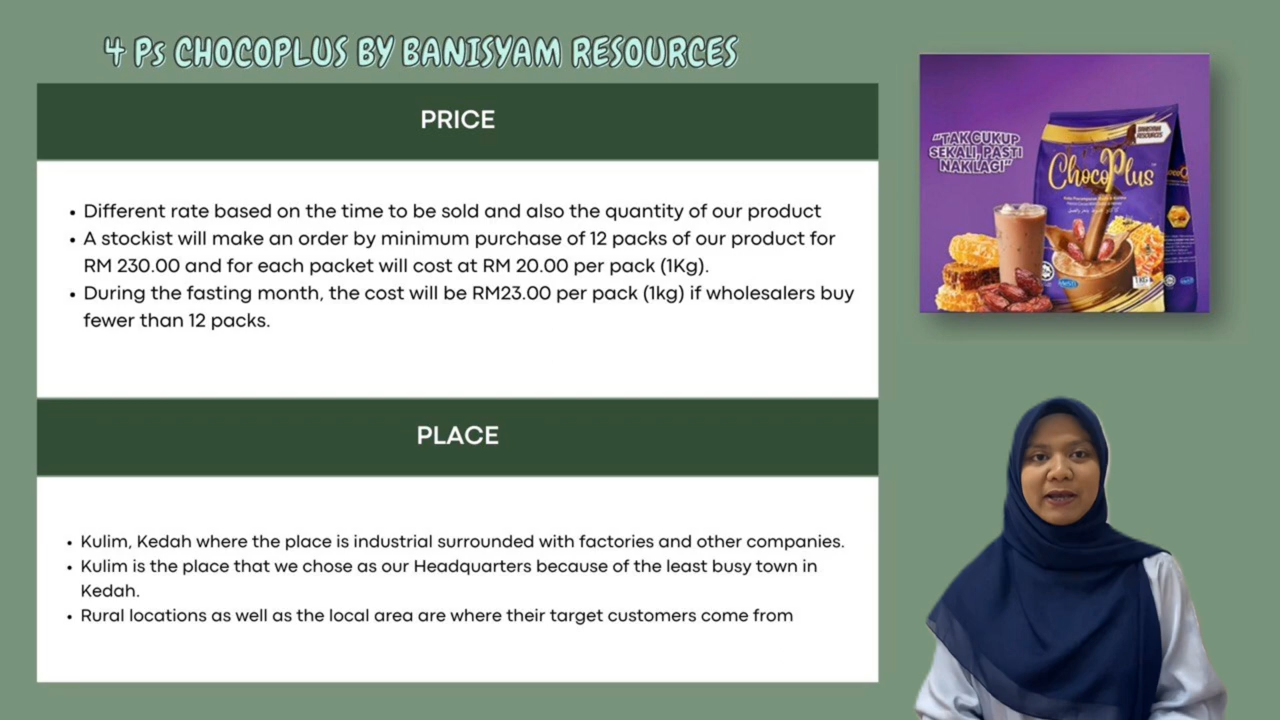 4 Ps CHOCOPLUS BY BANISYAM RESOURCES
PRICE
• Different rate based on the time to be sold and also the quantity of our product
• A stockist will make an order by minimum purchase of 12 packs of our product for
RM 230.00 and for each packet will cost at RM 20.00 per pack (1Kg).
• During the fasting month, the cost will be RM23.00 per pack (1kg) if wholesalers buy
fewer than 12 packs.
PLACE
• Kulim, Kedah where the place is industrial surrounded with factories and other companies.
• Kulim is the place that we chose as our Headquarters because of the least busy town in
Kedah.
• Rural locations as well as the local area are where their target customers come from
"TAK CUKUP
SEKALI, PASTI
NAK LAGI"
ChocoPlus